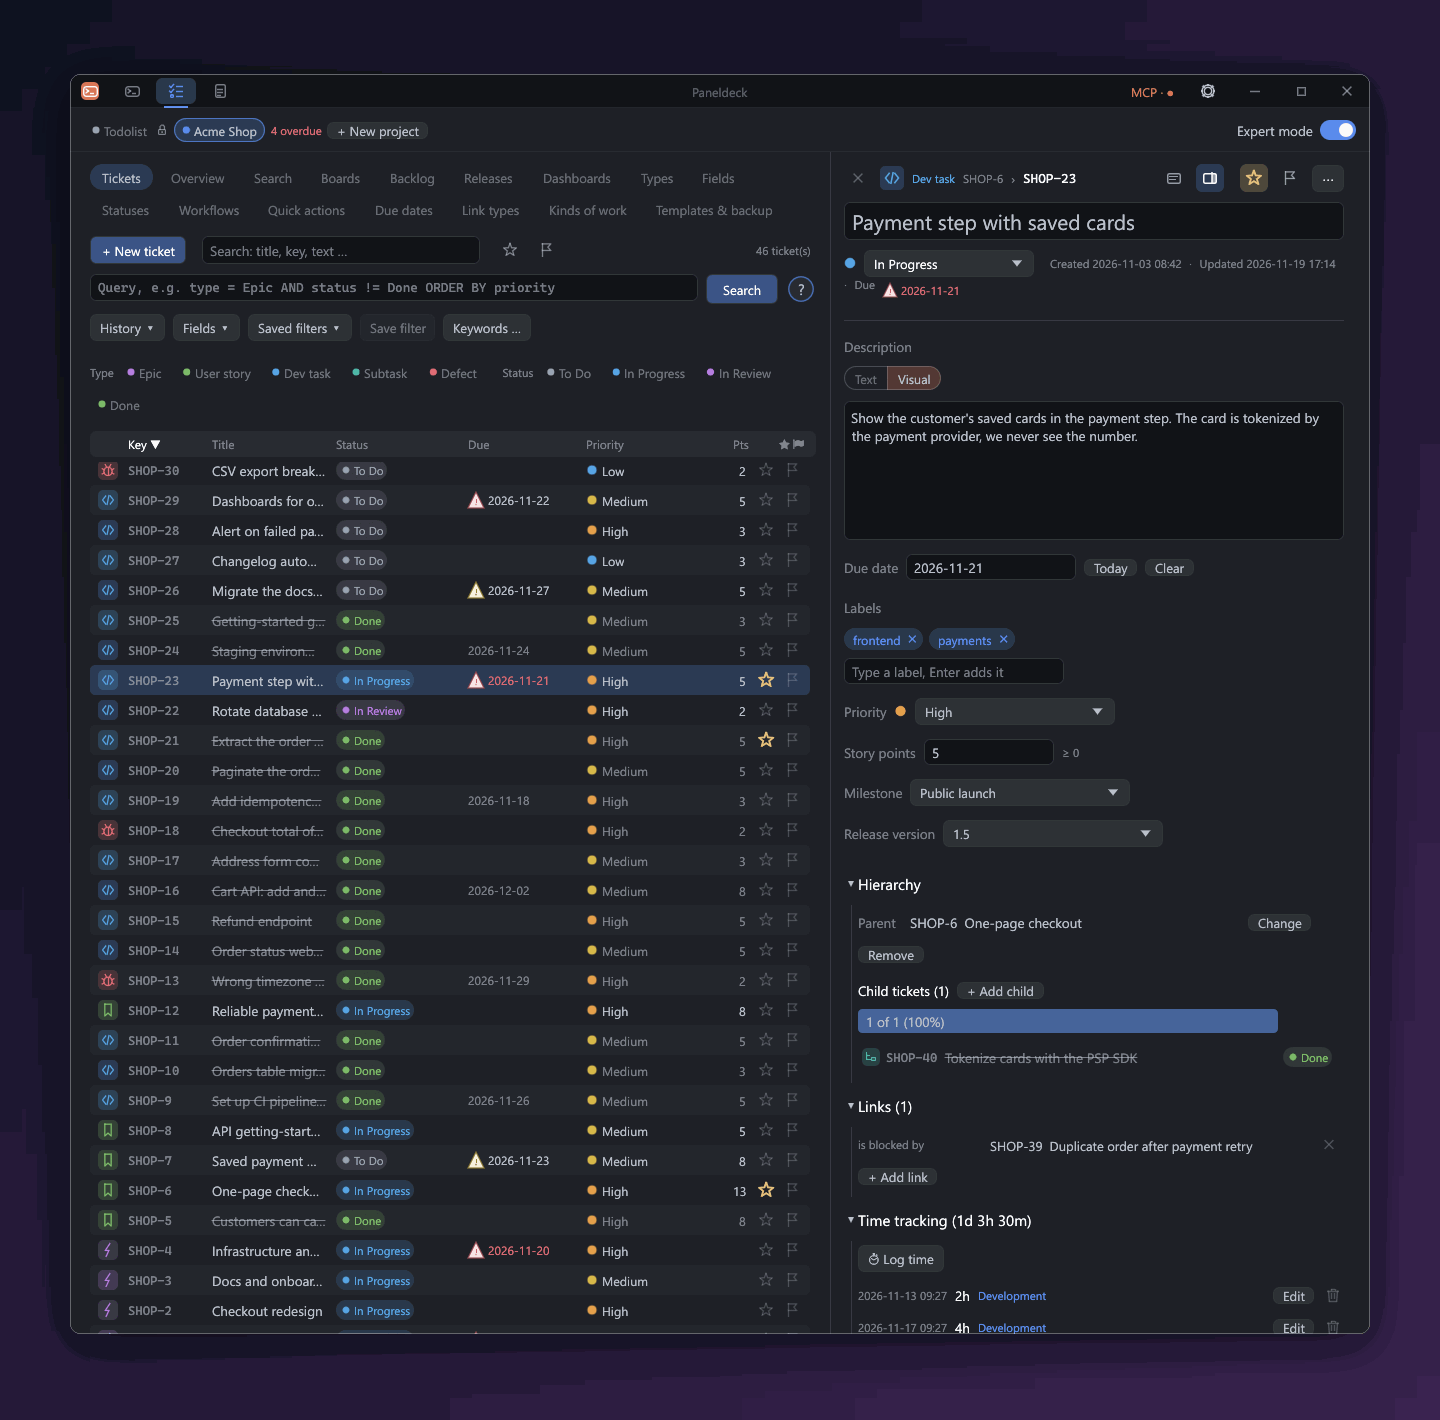 Paneldeck
MCP ·
Todolist
Acme Shop
4 overdue
+ New project
Expert mode
Tickets Overview Search Boards Backlog Releases Dashboards Types Fields
Statuses Workflows Quick actions Due dates Link types Kinds of work Templates & backup
+ New ticket
Search: title, key, text ...
46 ticket(s)
Query, e.g. type = Epic AND status != Done ORDER BY priority
Search
?
History ▾ Fields ▾ Saved filters ▾ Save filter Keywords ...
Type Epic User story Dev task Subtask Defect Status To Do In Progress In Review
Done
Key ▼ Title Status Due Priority Pts
SHOP-30 CSV export break... To Do Low 2
SHOP-29 Dashboards for o... To Do 2026-11-22 Medium 5
SHOP-28 Alert on failed pa... To Do High 3
SHOP-27 Changelog auto... To Do Low 3
SHOP-26 Migrate the docs... To Do 2026-11-27 Medium 5
SHOP-25 Getting-started g... Done Medium 3
SHOP-24 Staging environ... Done 2026-11-24 Medium 5
SHOP-23 Payment step wit... In Progress 2026-11-21 High 5
SHOP-22 Rotate database ... In Review High 2
SHOP-21 Extract the order ... Done High 5
SHOP-20 Paginate the ord... Done Medium 5
SHOP-19 Add idempotenc... Done 2026-11-18 High 3
SHOP-18 Checkout total of... Done High 2
SHOP-17 Address form co... Done Medium 3
SHOP-16 Cart API: add and... Done 2026-12-02 Medium 8
SHOP-15 Refund endpoint Done High 5
SHOP-14 Order status web... Done Medium 5
SHOP-13 Wrong timezone ... Done 2026-11-29 High 2
SHOP-12 Reliable payment... In Progress High 8
SHOP-11 Order confirmati... Done Medium 5
SHOP-10 Orders table migr... Done Medium 3
SHOP-9 Set up CI pipeline... Done 2026-11-26 Medium 5
SHOP-8 API getting-start... In Progress Medium 5
SHOP-7 Saved payment ... To Do 2026-11-23 Medium 8
SHOP-6 One-page check... In Progress High 13
SHOP-5 Customers can ca... Done High 8
SHOP-4 Infrastructure an... In Progress 2026-11-20 High
SHOP-3 Docs and onboar... In Progress Medium
SHOP-2 Checkout redesign In Progress High
Dev task SHOP-6 › SHOP-23
...
Payment step with saved cards
In Progress
Created 2026-11-03 08:42 · Updated 2026-11-19 17:14
· Due 2026-11-21
Description
Text Visual
Show the customer's saved cards in the payment step. The card is tokenized by
the payment provider, we never see the number.
Due date 2026-11-21 Today Clear
Labels
frontend ✕ payments ✕
Type a label, Enter adds it
Priority High
Story points 5 ≥ 0
Milestone Public launch
Release version 1.5
Hierarchy
Parent SHOP-6 One-page checkout Change
Remove
Child tickets (1) + Add child
1 of 1 (100%)
SHOP-40 Tokenize cards with the PSP SDK Done
Links (1)
is blocked by SHOP-39 Duplicate order after payment retry
+ Add link
Time tracking (1d 3h 30m)
Log time
2026-11-13 09:27 2h Development Edit
2026-11-17 09:27 4h Development Edit